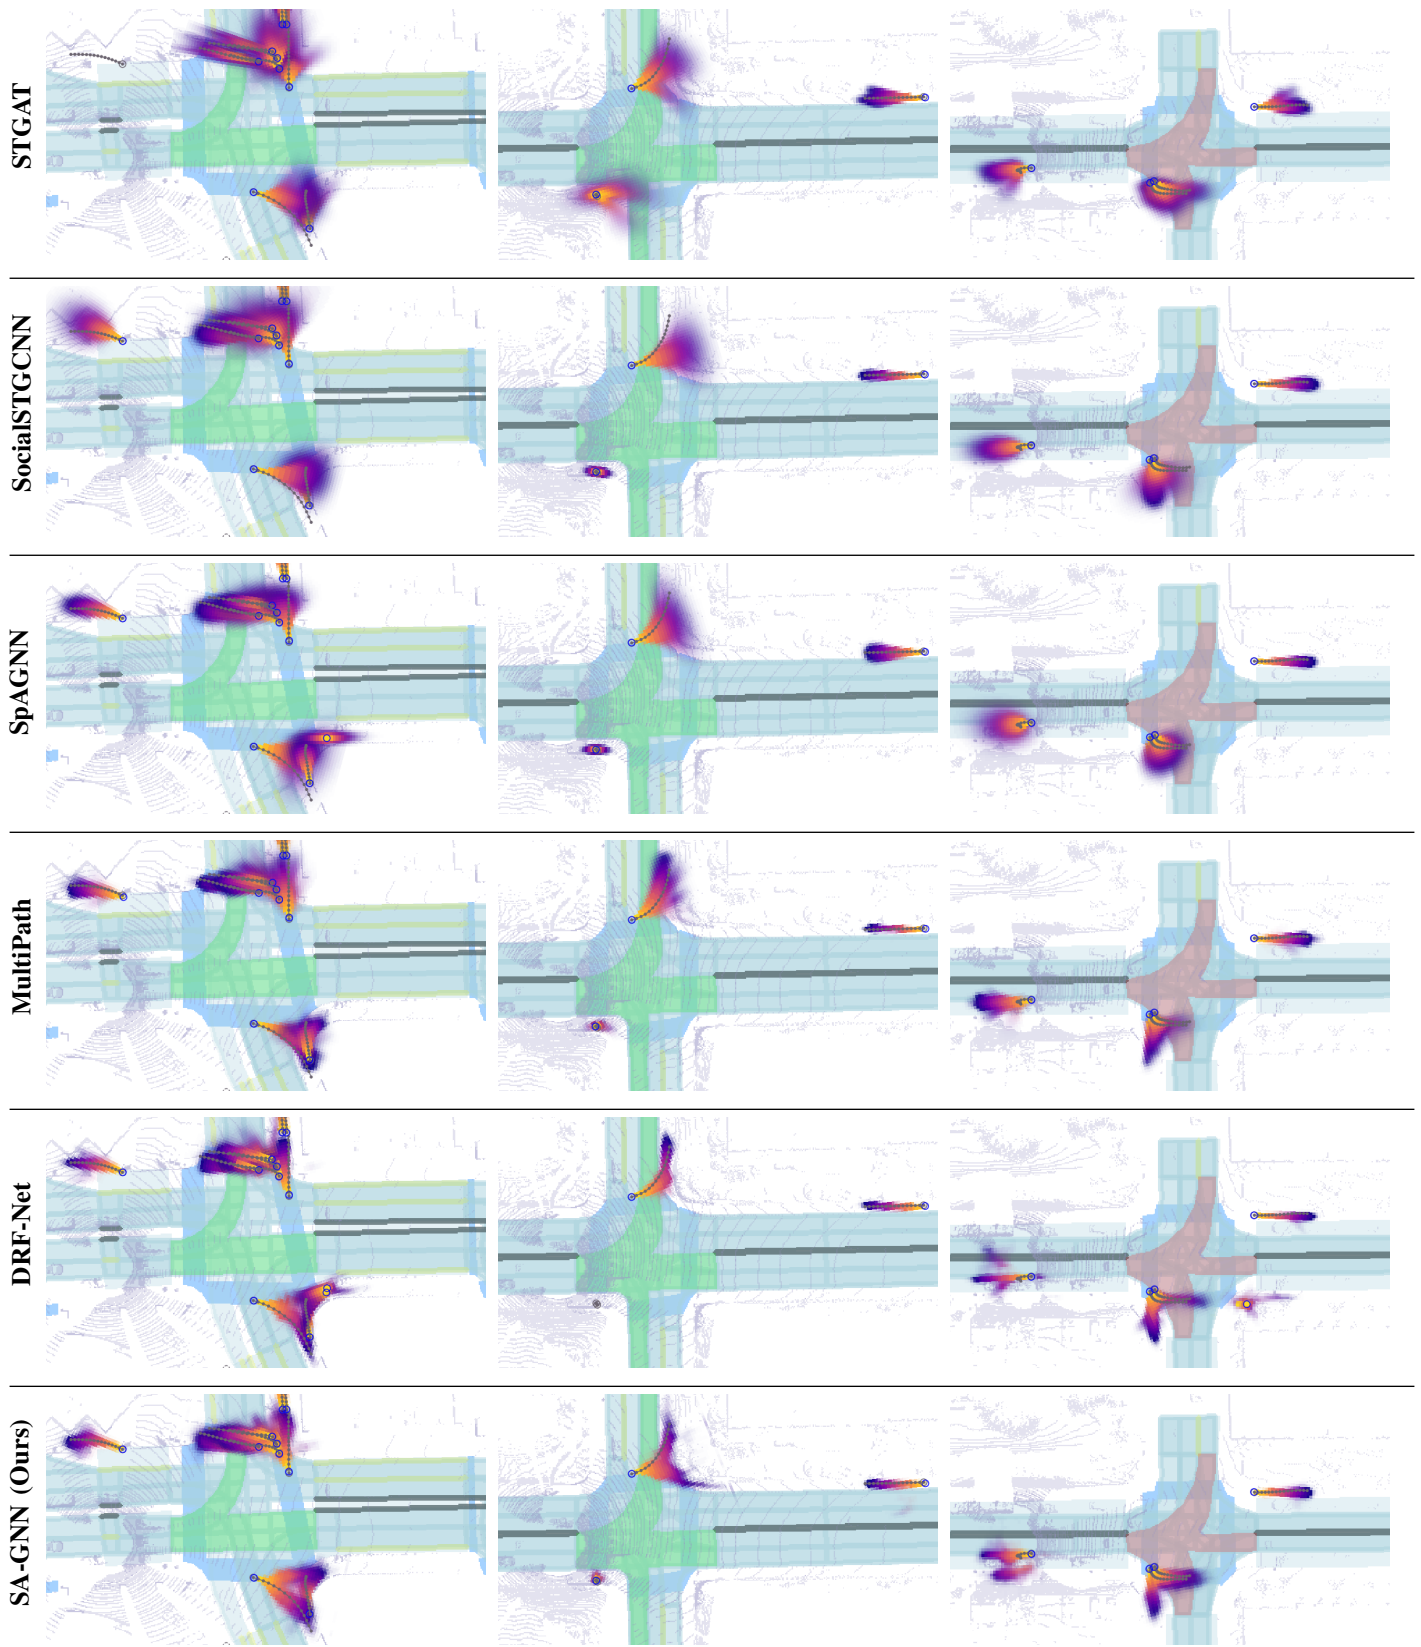 STGAT
SocialSTGCNN
SpAGNN
MultiPath
DRF-Net
SA-GNN (Ours)